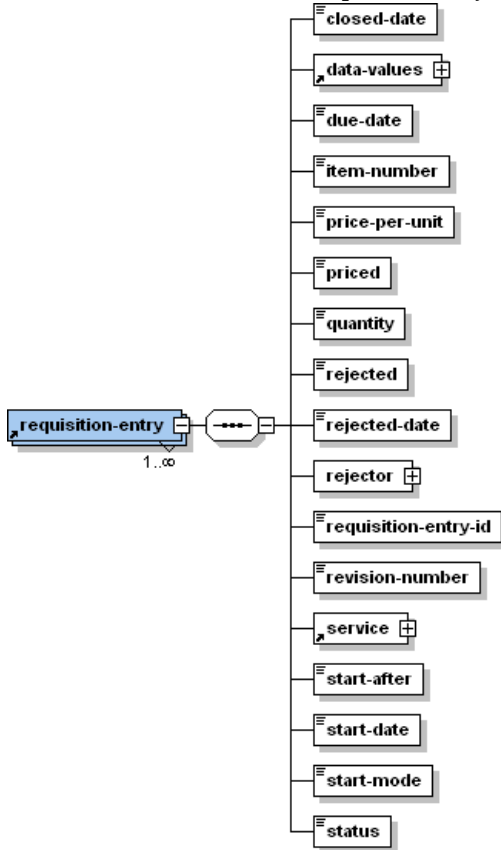 closed-date
data-values
due-date
item-number
price-per-unit
priced
quantity
rejected
requisition-entry
rejected-date
1..∞
rejector
requisition-entry-id
revision-number
service
start-after
start-date
start-mode
status